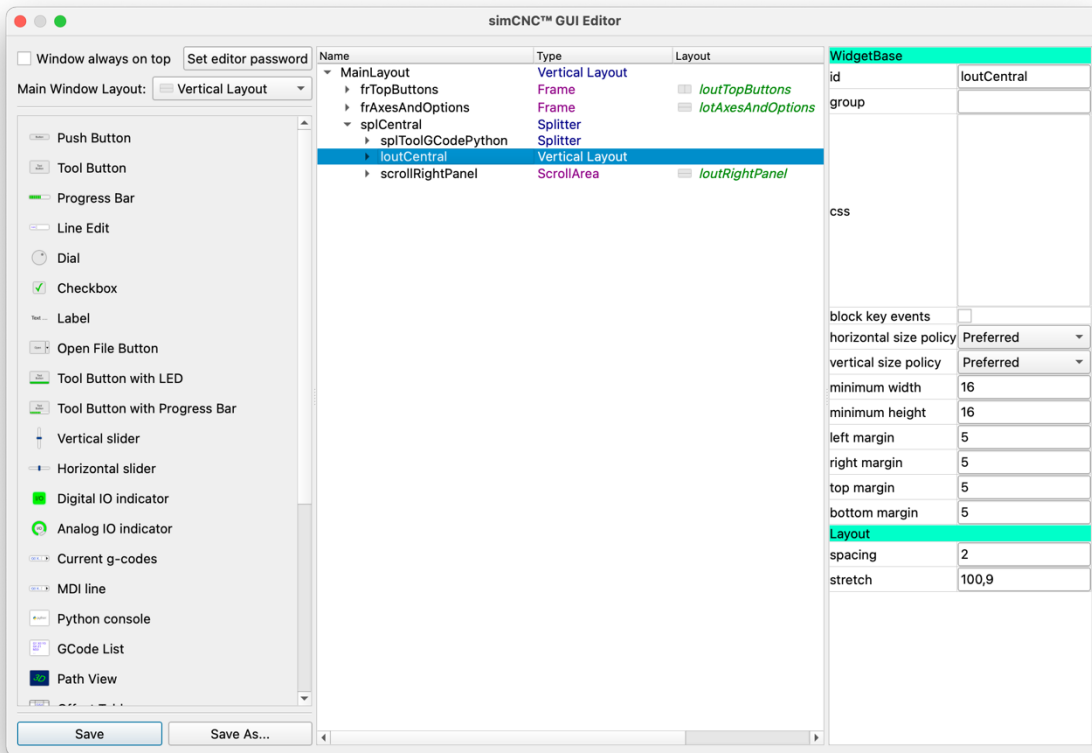 simCNC™ GUI Editor
Window always on top
Set editor password
Main Window Layout:
Vertical Layout
Push Button
Tool Button
Progress Bar
Line Edit
Dial
Checkbox
Label
Open File Button
Tool Button with LED
Tool Button with Progress Bar
Vertical slider
Horizontal slider
Digital IO indicator
Analog IO indicator
Current g-codes
MDI line
Python console
GCode List
Path View
Save
Save As...
Name Type Layout
MainLayout Vertical Layout
frTopButtons Frame loutTopButtons
frAxesAndOptions Frame lotAxesAndOptions
splCentral Splitter
splToolGCodePython Splitter
loutCentral Vertical Layout
scrollRightPanel ScrollArea loutRightPanel
WidgetBase
id loutCentral
group
css
block key events
horizontal size policy Preferred
vertical size policy Preferred
minimum width 16
minimum height 16
left margin 5
right margin 5
top margin 5
bottom margin 5
Layout
spacing 2
stretch 100,9